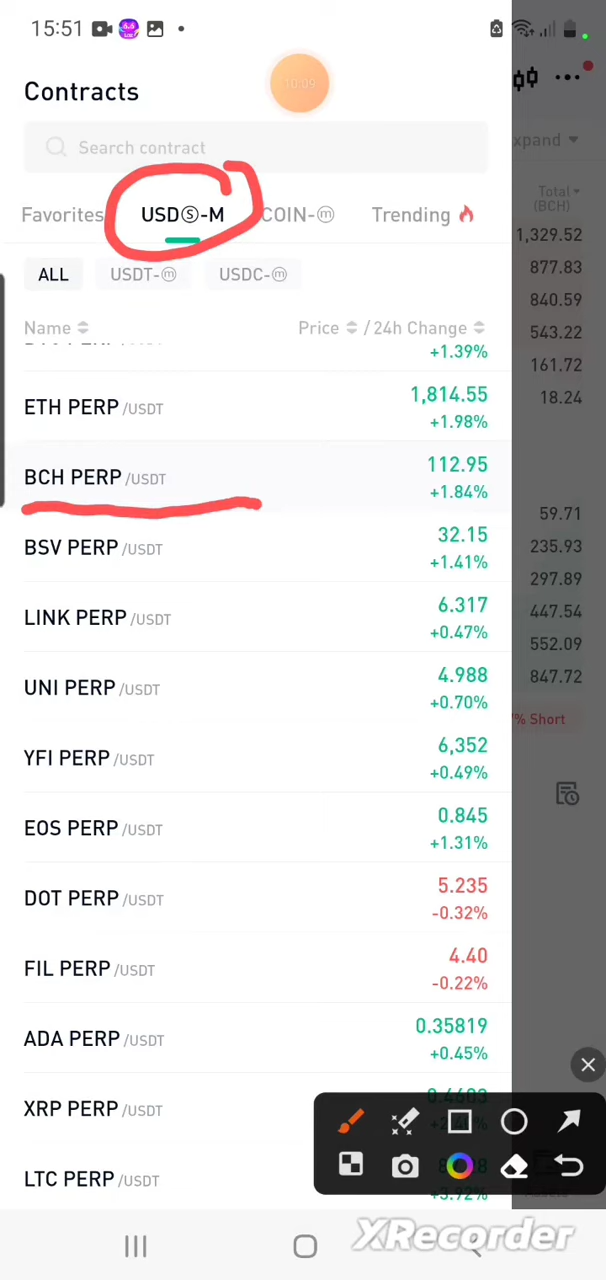 15:51
10:09
Contracts
xpand
Search contract
Favorites USDⓈ-M COIN-ⓜ Trending
Total
(BCH)
1,329.52
ALL USDT-ⓜ USDC-ⓜ
877.83
840.59
Name Price / 24h Change
543.22
+1.39%
161.72
ETH PERP /USDT 1,814.55
18.24
+1.98%
BCH PERP /USDT 112.95
+1.84%
59.71
BSV PERP /USDT 32.15
235.93
+1.41%
297.89
LINK PERP /USDT 6.317
447.54
+0.47%
552.09
UNI PERP /USDT 4.988
847.72
+0.70%
% Short
YFI PERP /USDT 6,352
+0.49%
EOS PERP /USDT 0.845
+1.31%
DOT PERP /USDT 5.235
-0.32%
FIL PERP /USDT 4.40
-0.22%
ADA PERP /USDT 0.35819
+0.45%
XRP PERP /USDT
LTC PERP /USDT
+3.92%
XRecorder